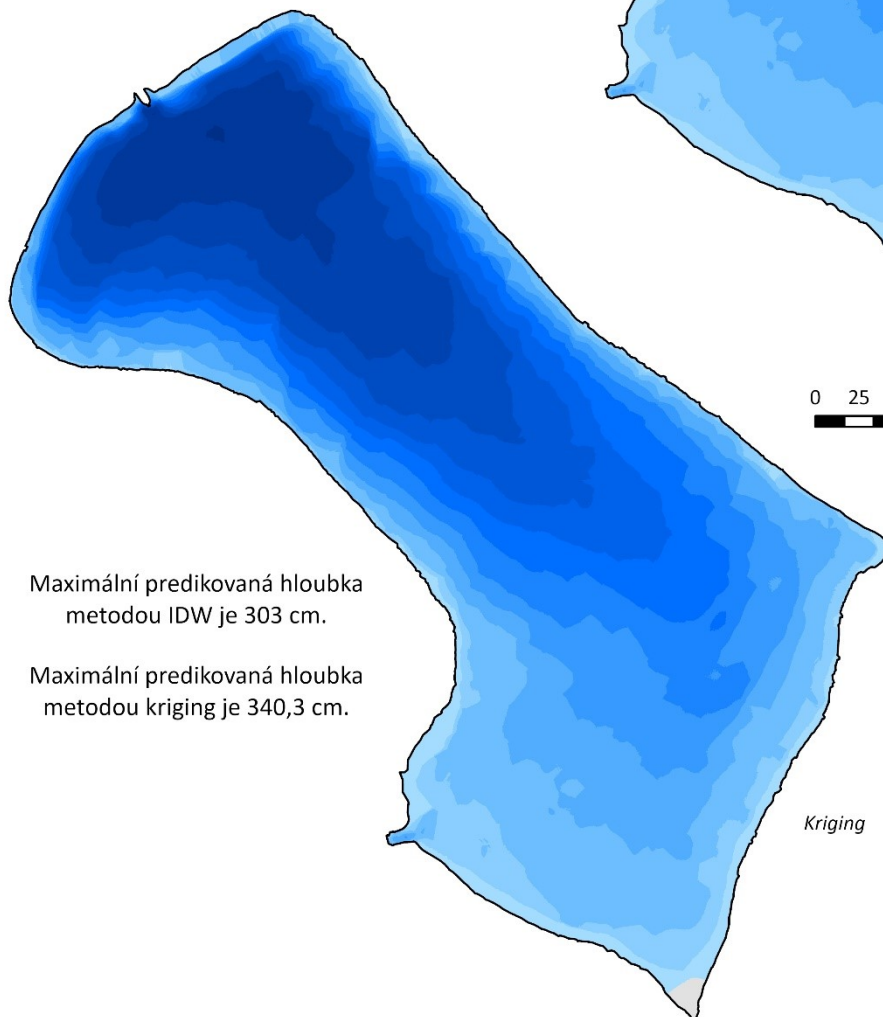 0 25
Maximální predikovaná hloubka
metodou IDW je 303 cm.
Maximální predikovaná hloubka
metodou kriging je 340,3 cm.
Kriging